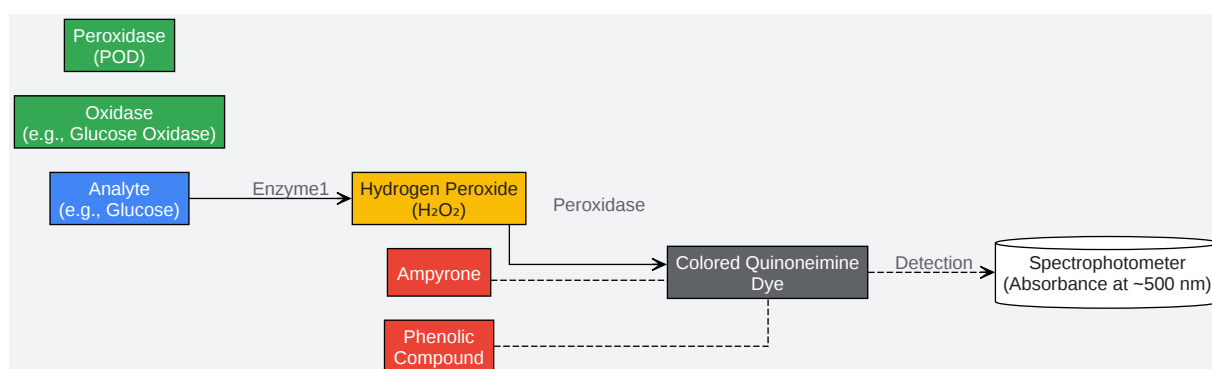 Peroxidase
(POD)
Oxidase
(e.g., Glucose Oxidase)
Analyte
(e.g., Glucose)
Enzyme1
Hydrogen Peroxide
(H₂O₂)
Peroxidase
Ampyrone
Colored Quinoneimine
Dye
Detection
Spectrophotometer
(Absorbance at ~500 nm)
Phenolic
Compound